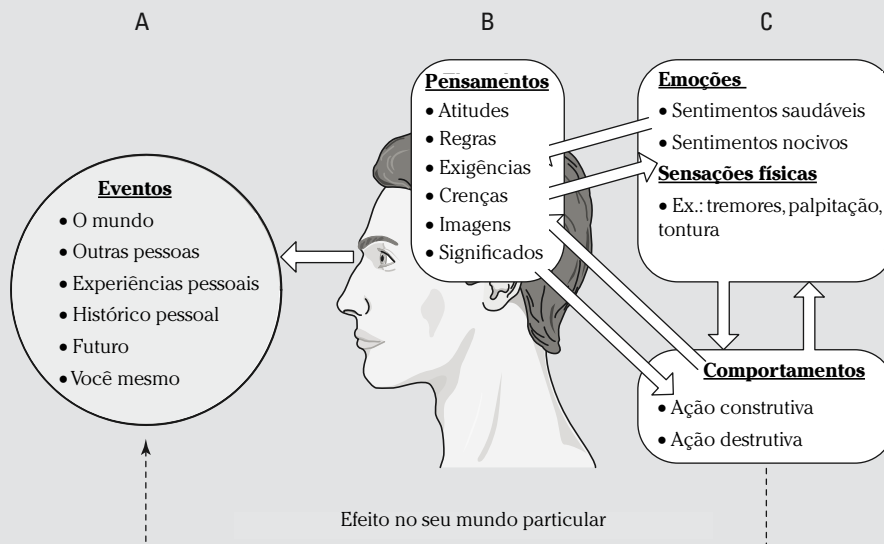 A
B
C
Pensamentos
• Atitudes
• Regras
• Exigências
• Crenças
• Imagens
• Significados
Emoções
• Sentimentos saudáveis
• Sentimentos nocivos
Sensações físicas
• Ex.: tremores, palpitação,
tontura
Eventos
• O mundo
• Outras pessoas
• Experiências pessoais
• Histórico pessoal
• Futuro
• Você mesmo
Comportamentos
• Ação construtiva
• Ação destrutiva
Efeito no seu mundo particular